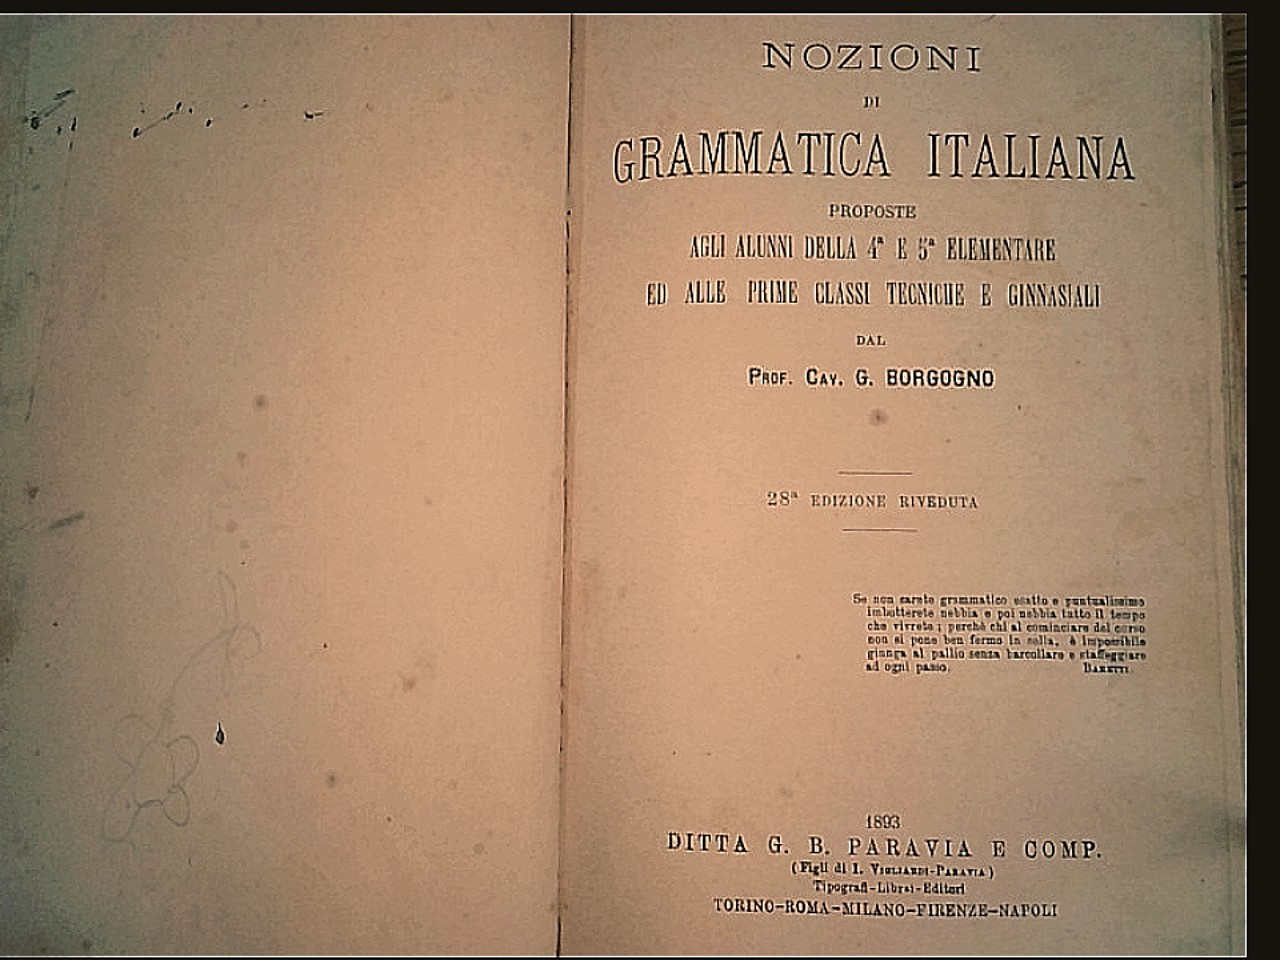 NOZIONI
DI
GRAMMATICA ITALIANA
PROPOSTE
AGLI ALUNNI DELLA 4ª E 5ª ELEMENTARE
ED ALLE PRIME CLASSI TECNICHE E GINNASIALI
DAL
PROF. CAV. G. BORGOGNO
28ª EDIZIONE RIVEDUTA
Se non sarete grammatico esatto e puntualissimo
imbotterete nebbia e poi nebbia tutto il tempo
che vivrete; perchè chi al cominciare del corso
non si pone ben fermo in sella, è impossibile
giunga al pallio senza barcollare e staffeggiare
ad ogni passo. BARETTI.
1893
DITTA G. B. PARAVIA E COMP.
(Figli di I. VIGLIARDI-PARAVIA)
Tipografi-Librai-Editori
TORINO-ROMA-MILANO-FIRENZE-NAPOLI